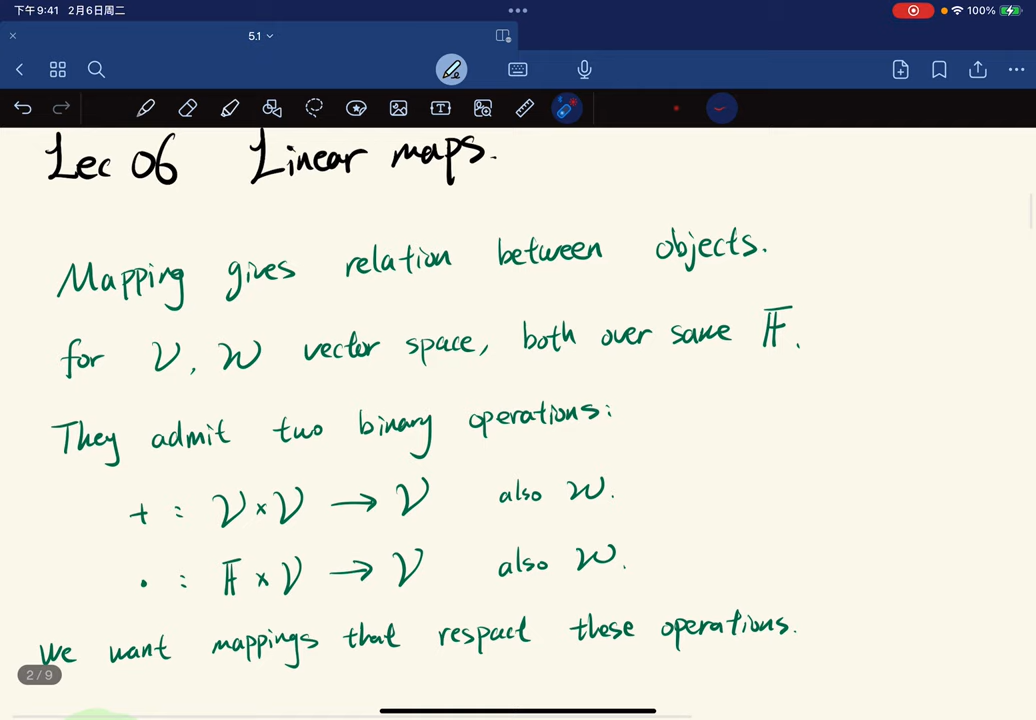 下午9:41 2月6日周二
100%
5.1
Lec 06 Linear maps.
Mapping gives relation between objects.
for V, W vector space, both over same 𝔽.
They admit two binary operations:
+ : V × V → V also W.
· : 𝔽 × V → V also W.
We want mappings that respect these operations.
2/9